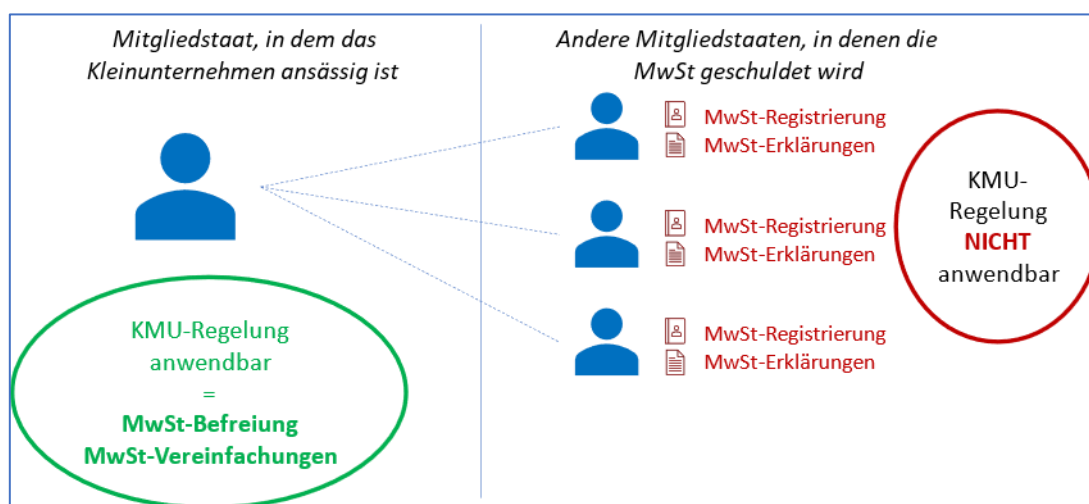 Mitgliedstaat, in dem das
Kleinunternehmen ansässig ist
KMU-Regelung
anwendbar
=
MwSt-Befreiung
MwSt-Vereinfachungen
Andere Mitgliedstaaten, in denen die
MwSt geschuldet wird
MwSt-Registrierung
MwSt-Erklärungen
MwSt-Registrierung
MwSt-Erklärungen
MwSt-Registrierung
MwSt-Erklärungen
KMU-
Regelung
NICHT
anwendbar